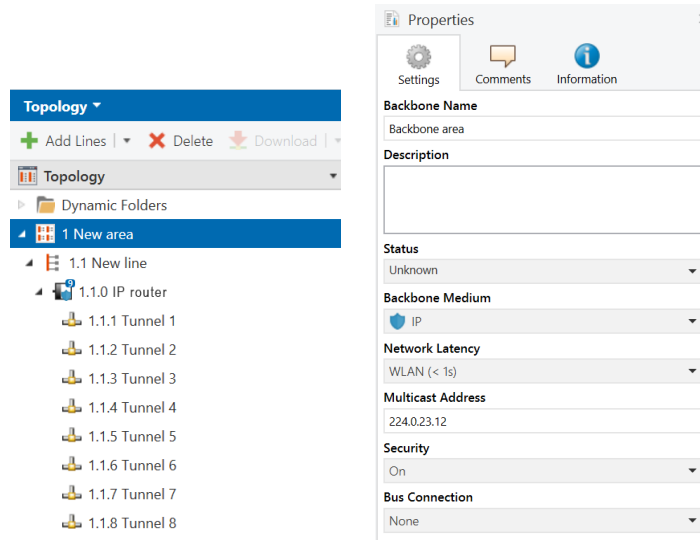 Topology
Add Lines
Delete
Download
Topology
Dynamic Folders
1 New area
1.1 New line
9
1.1.0 IP router
1.1.1 Tunnel 1
1.1.2 Tunnel 2
1.1.3 Tunnel 3
1.1.4 Tunnel 4
1.1.5 Tunnel 5
1.1.6 Tunnel 6
1.1.7 Tunnel 7
1.1.8 Tunnel 8
Properties
Settings
Comments
Information
Backbone Name
Backbone area
Description
Status
Unknown
Backbone Medium
IP
Network Latency
WLAN (< 1s)
Multicast Address
224.0.23.12
Security
On
Bus Connection
None